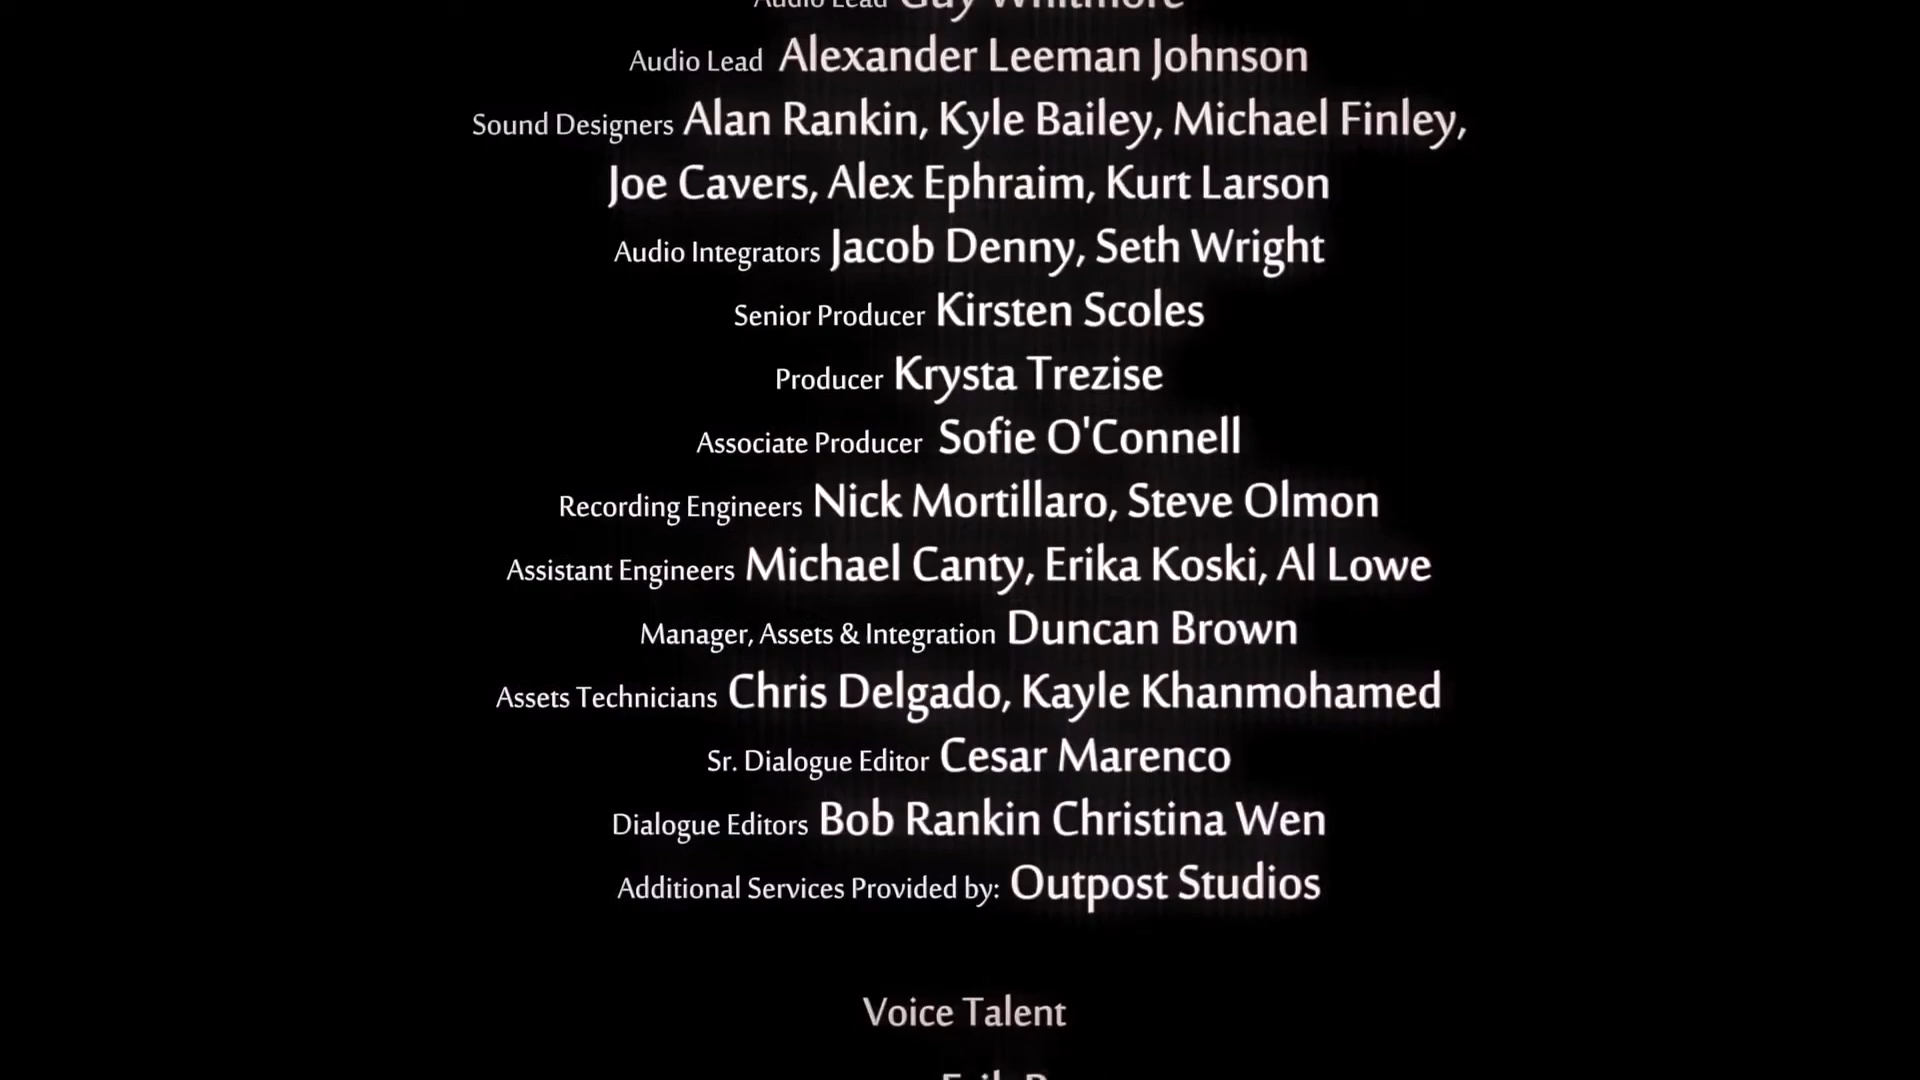 Audio Lead Guy Whitmore
Audio Lead Alexander Leeman Johnson
Sound Designers Alan Rankin, Kyle Bailey, Michael Finley,
Joe Cavers, Alex Ephraim, Kurt Larson
Audio Integrators Jacob Denny, Seth Wright
Senior Producer Kirsten Scoles
Producer Krysta Trezise
Associate Producer Sofie O'Connell
Recording Engineers Nick Mortillaro, Steve Olmon
Assistant Engineers Michael Canty, Erika Koski, Al Lowe
Manager, Assets & Integration Duncan Brown
Assets Technicians Chris Delgado, Kayle Khanmohamed
Sr. Dialogue Editor Cesar Marenco
Dialogue Editors Bob Rankin Christina Wen
Additional Services Provided by: Outpost Studios
Voice Talent